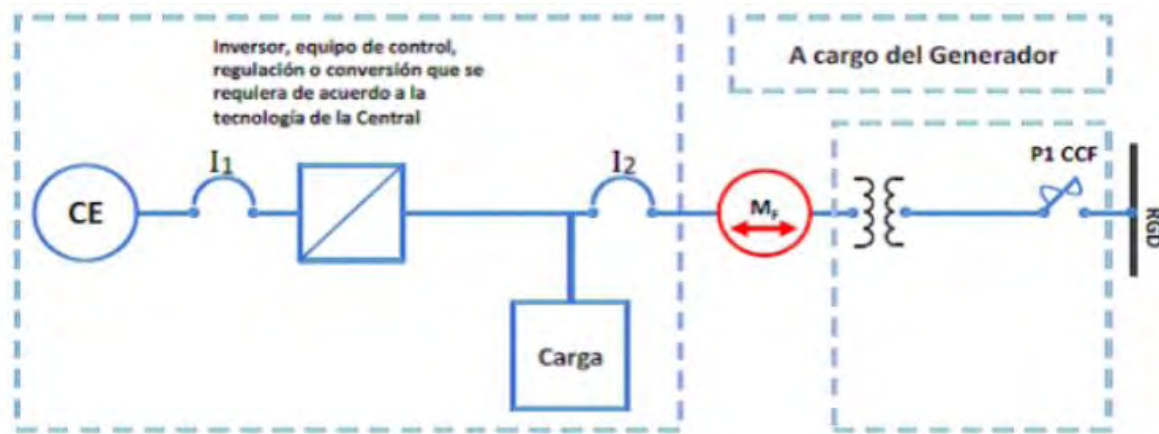 Inversor, equipo de control,
regulación o conversión que se
requiera de acuerdo a la
tecnología de la Central
A cargo del Generador
I1
I2
P1 CCF
CE
MF
RGD
Carga